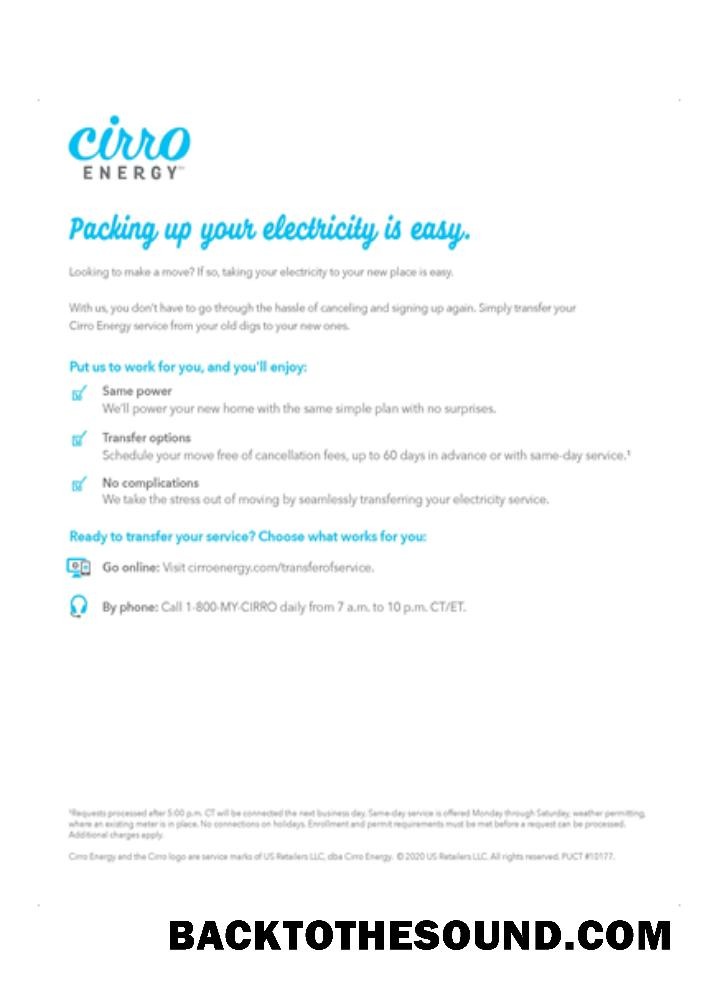 cirro
ENERGY
Packing up your electricity is easy.
Looking to make a move? If so, taking your electricity to your new place is easy.
With us, you don't have to go through the hassle of canceling and signing up again. Simply transfer your
Cirro Energy service from your old digs to your new ones.
Put us to work for you, and you'll enjoy:
Same power
We'll power your new home with the same simple plan with no surprises.
Transfer options
Schedule your move free of cancellation fees, up to 60 days in advance or with same-day service.¹
No complications
We take the stress out of moving by seamlessly transferring your electricity service.
Ready to transfer your service? Choose what works for you:
Go online: Visit cirroenergy.com/transferofservice.
By phone: Call 1-800-MY-CIRRO daily from 7 a.m. to 10 p.m. CT/ET.
¹Requests processed after 5:00 p.m. CT will be connected the next business day. Same-day service is offered Monday through Saturday, weather permitting,
where an existing meter is in place. No connections on holidays. Enrollment and permit requirements must be met before a request can be processed.
Additional charges apply.
Cirro Energy and the Cirro logo are service marks of US Retailers LLC, dba Cirro Energy. © 2020 US Retailers LLC. All rights reserved. PUCT #10177.
BACKTOTHESOUND.COM